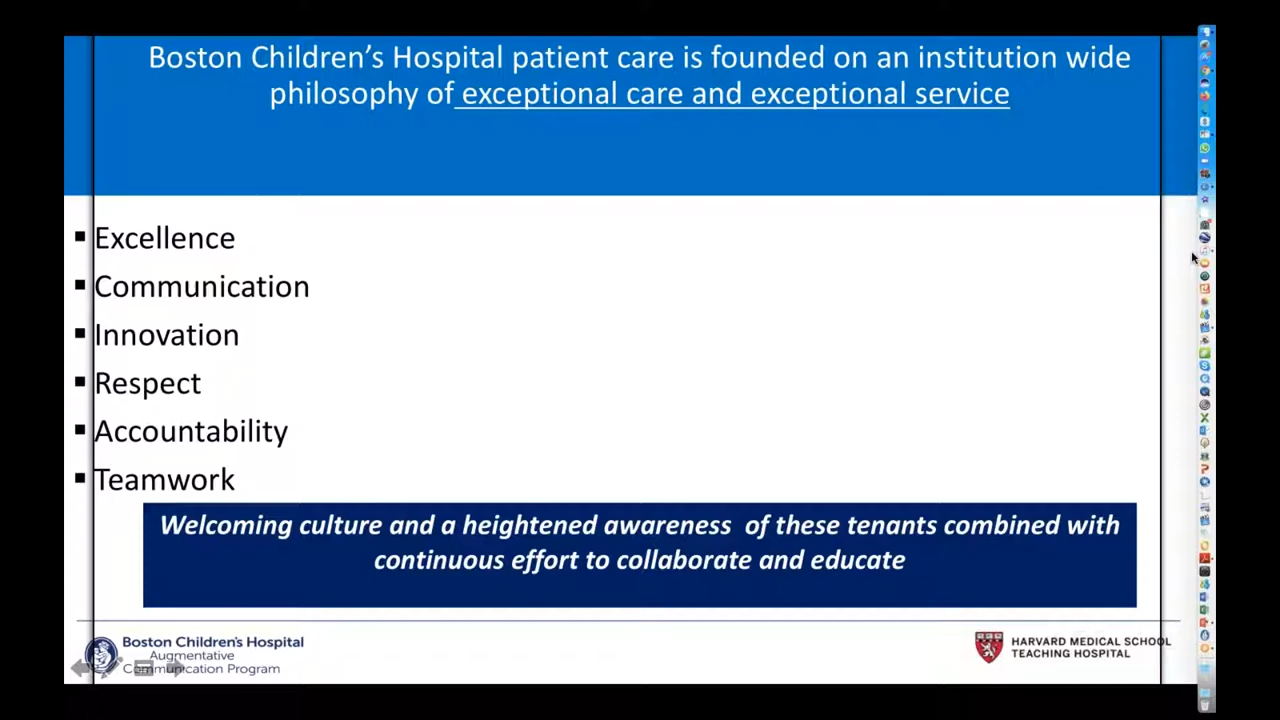 Boston Children’s Hospital patient care is founded on an institution wide
philosophy of exceptional care and exceptional service
▪ Excellence
▪ Communication
▪ Innovation
▪ Respect
▪ Accountability
▪ Teamwork
Welcoming culture and a heightened awareness of these tenants combined with
continuous effort to collaborate and educate
Boston Children's Hospital
Augmentative
Communication Program
HARVARD MEDICAL SCHOOL
TEACHING HOSPITAL